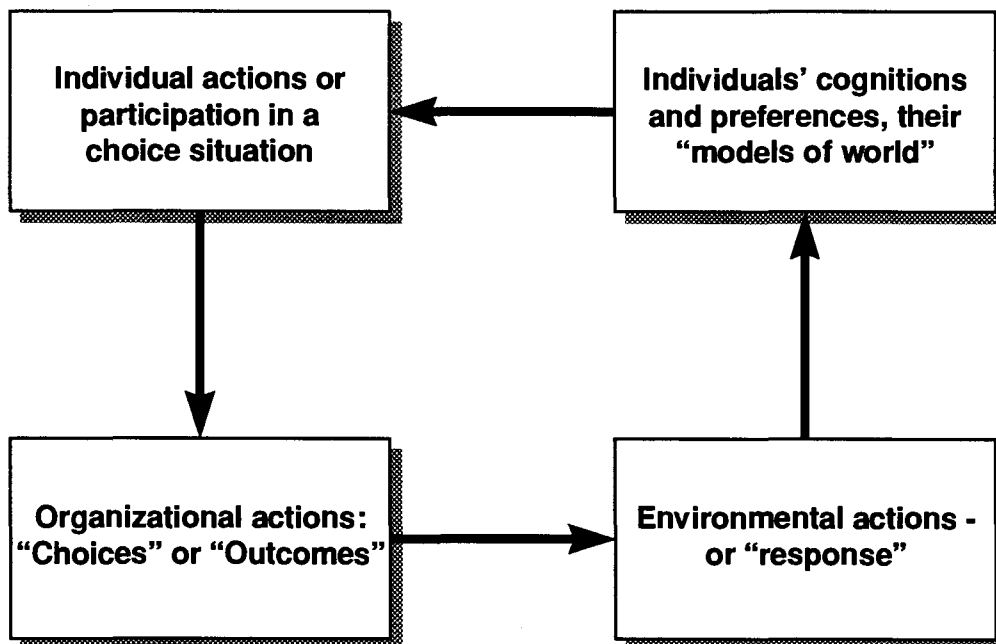 Individual actions or
participation in a
choice situation
Individuals’ cognitions
and preferences, their
“models of world”
Organizational actions:
“Choices” or “Outcomes”
Environmental actions -
or “response”